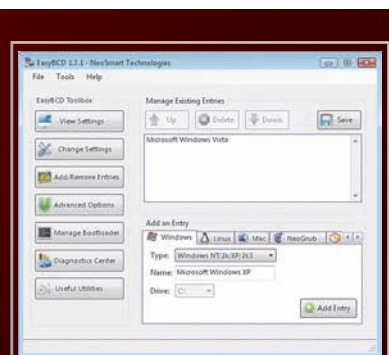 EasyBCD 1.7.1 - NeoSmart Technologies
File Tools Help
EasyBCD Toolbox
View Settings
Change Settings
Add/Remove Entries
Advanced Options
Manage Bootloader
Diagnostics Center
Useful Utilities
Manage Existing Entries
Up Delete Down Save
Microsoft Windows Vista
Add an Entry
Windows Linux Mac NeoGrub
Type: Windows NT/2k/XP/2k3
Name: Microsoft Windows XP
Drive: C:\
Add Entry